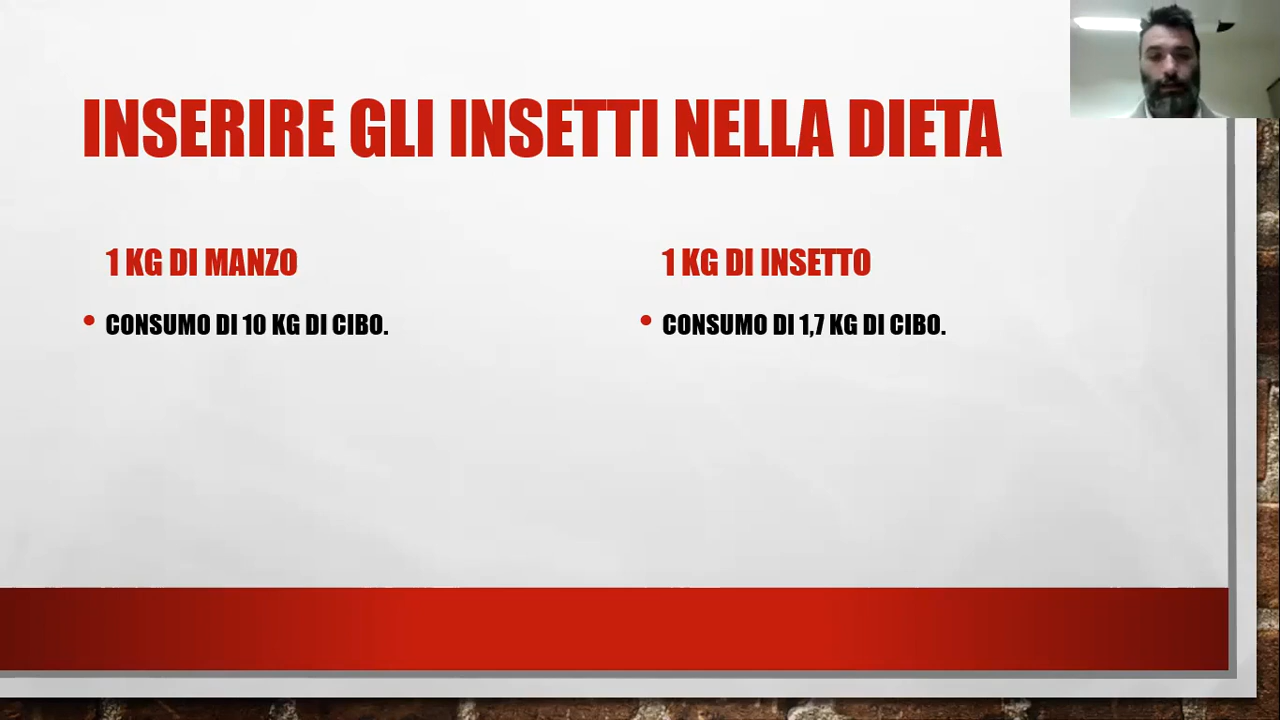 INSERIRE GLI INSETTI NELLA DIETA
1 KG DI MANZO
• CONSUMO DI 10 KG DI CIBO.
1 KG DI INSETTO
• CONSUMO DI 1,7 KG DI CIBO.